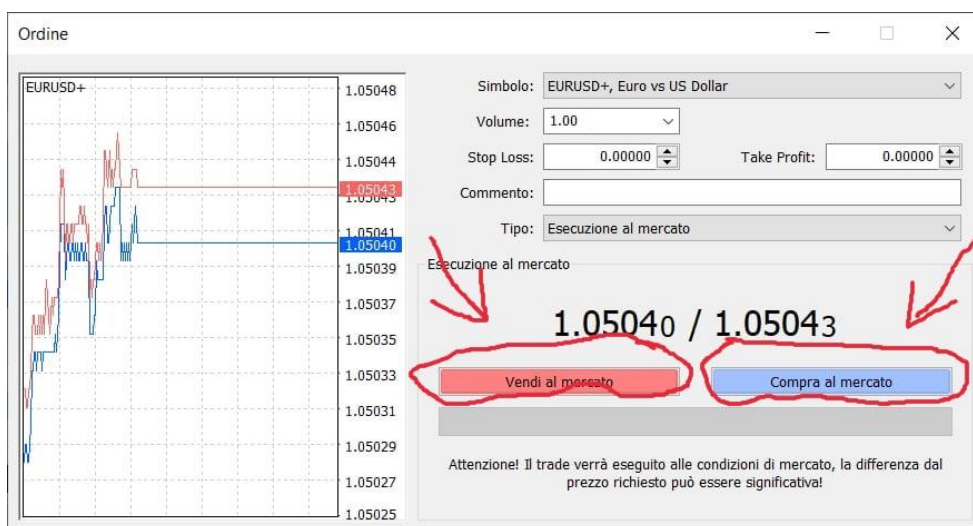 Ordine
EURUSD+
1.05048
1.05046
1.05044
1.05043
1.05043
1.05041
1.05040
1.05039
1.05037
1.05035
1.05033
1.05031
1.05029
1.05027
1.05025
Simbolo: EURUSD+, Euro vs US Dollar
Volume: 1.00
Stop Loss: 0.00000 Take Profit: 0.00000
Commento:
Tipo: Esecuzione al mercato
Esecuzione al mercato
1.05040 / 1.05043
Vendi al mercato Compra al mercato
Attenzione! Il trade verrà eseguito alle condizioni di mercato, la differenza dal
prezzo richiesto può essere significativa!